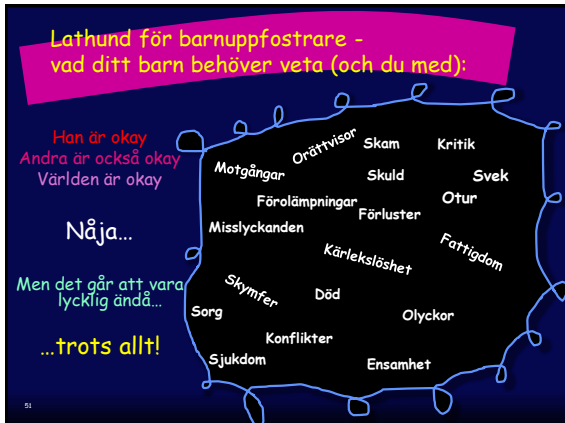 Lathund för barnuppfostrare -
vad ditt barn behöver veta (och du med):
Han är okay
Andra är också okay
Världen är okay
Nåja...
Men det går att vara
lycklig ändå...
...trots allt!
Orättvisor
Skam
Kritik
Motgångar
Skuld
Svek
Förolämpningar
Otur
Förluster
Misslyckanden
Kärlekslöshet
Fattigdom
Skymfer
Död
Sorg
Olyckor
Konflikter
Sjukdom
Ensamhet
51